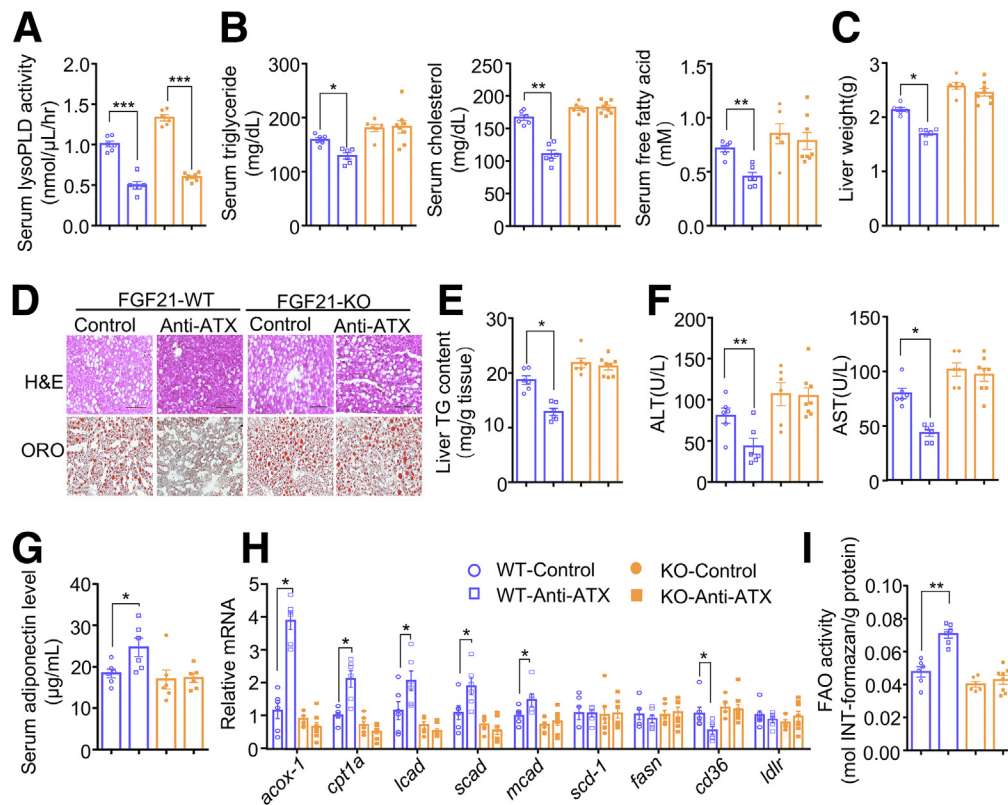 A
Serum lysoPLD activity
(nmol/µL/hr)
2.0
1.5
1.0
0.5
0.0
***
***
B
Serum triglyceride
(mg/dL)
300
200
100
0
*
Serum cholesterol
(mg/dL)
250
200
150
100
50
0
**
Serum free fatty acid
(mM)
1.5
1.0
0.5
0.0
**
C
Liver weight(g)
3
2
1
0
*
D
FGF21-WT
FGF21-KO
Control
Anti-ATX
Control
Anti-ATX
H&E
ORO
E
Liver TG content
(mg/g tissue)
30
20
10
0
*
F
ALT(U/L)
200
150
100
50
0
**
AST(U/L)
150
100
50
0
*
G
Serum adiponectin level
(µg/mL)
40
30
20
10
0
*
H
Relative mRNA
5
4
3
2
1
0
WT-Control
WT-Anti-ATX
KO-Control
KO-Anti-ATX
*
*
*
*
*
*
acox-1
cpt1a
lcad
scad
mcad
scd-1
fasn
cd36
ldlr
I
FAO activity
(mol INT-formazan/g protein)
0.10
0.08
0.06
0.04
0.02
0.00
**